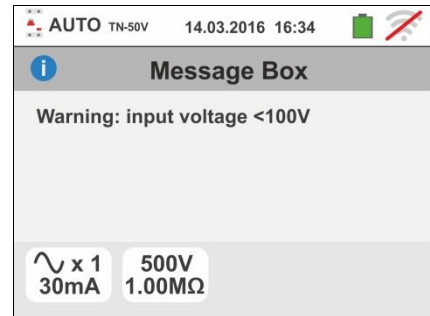 AUTO TN-50V 14.03.2016 16:34
i Message Box
Warning: input voltage <100V
x 1 500V
30mA 1.00MΩ